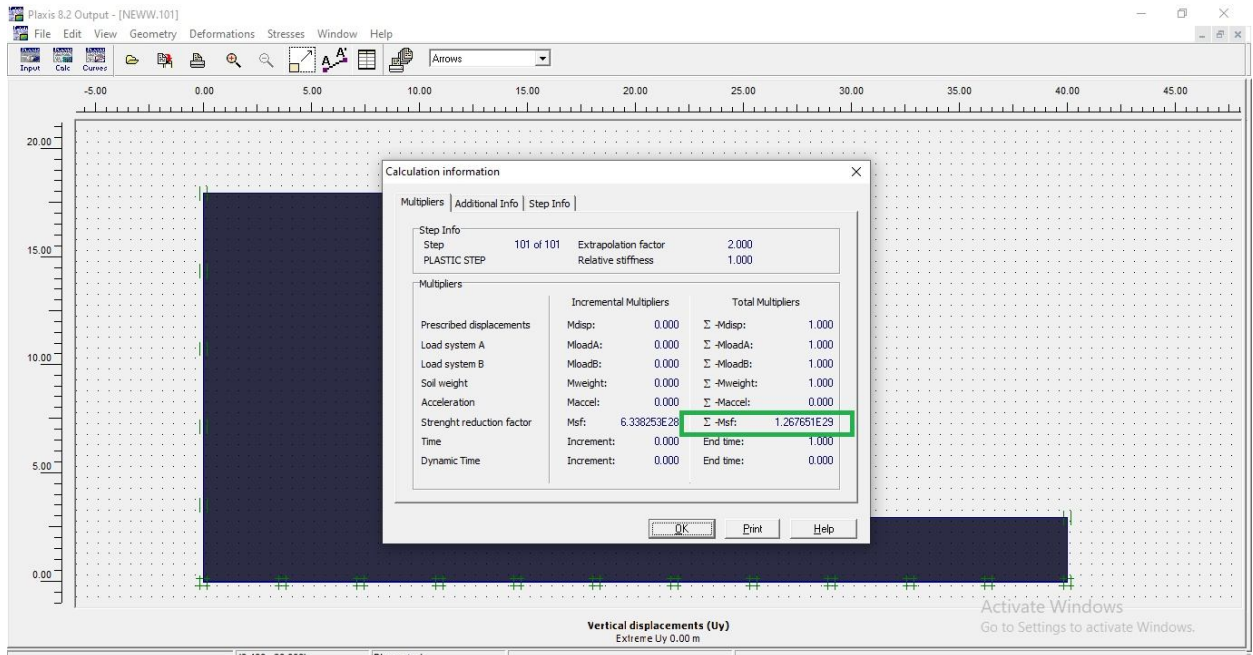 Plaxis 8.2 Output - [NEWW.101]
File Edit View Geometry Deformations Stresses Window Help
Input Calc Curves Arrows
-5.00 0.00 5.00 10.00 15.00 20.00 25.00 30.00 35.00 40.00 45.00
20.00
15.00
10.00
5.00
0.00
Calculation information
Multipliers Additional Info Step Info
Step Info
Step 101 of 101 Extrapolation factor 2.000
PLASTIC STEP Relative stiffness 1.000
Multipliers
Incremental Multipliers Total Multipliers
Prescribed displacements Mdisp: 0.000 Σ -Mdisp: 1.000
Load system A MloadA: 0.000 Σ -MloadA: 1.000
Load system B MloadB: 0.000 Σ -MloadB: 1.000
Soil weight Mweight: 0.000 Σ -Mweight: 1.000
Acceleration Maccel: 0.000 Σ -Maccel: 0.000
Strenght reduction factor Msf: 6.338253E28 Σ -Msf: 1.267651E29
Time Increment: 0.000 End time: 1.000
Dynamic Time Increment: 0.000 End time: 0.000
OK Print Help
Vertical displacements (Uy)
Extreme Uy 0.00 m
Activate Windows
Go to Settings to activate Windows.